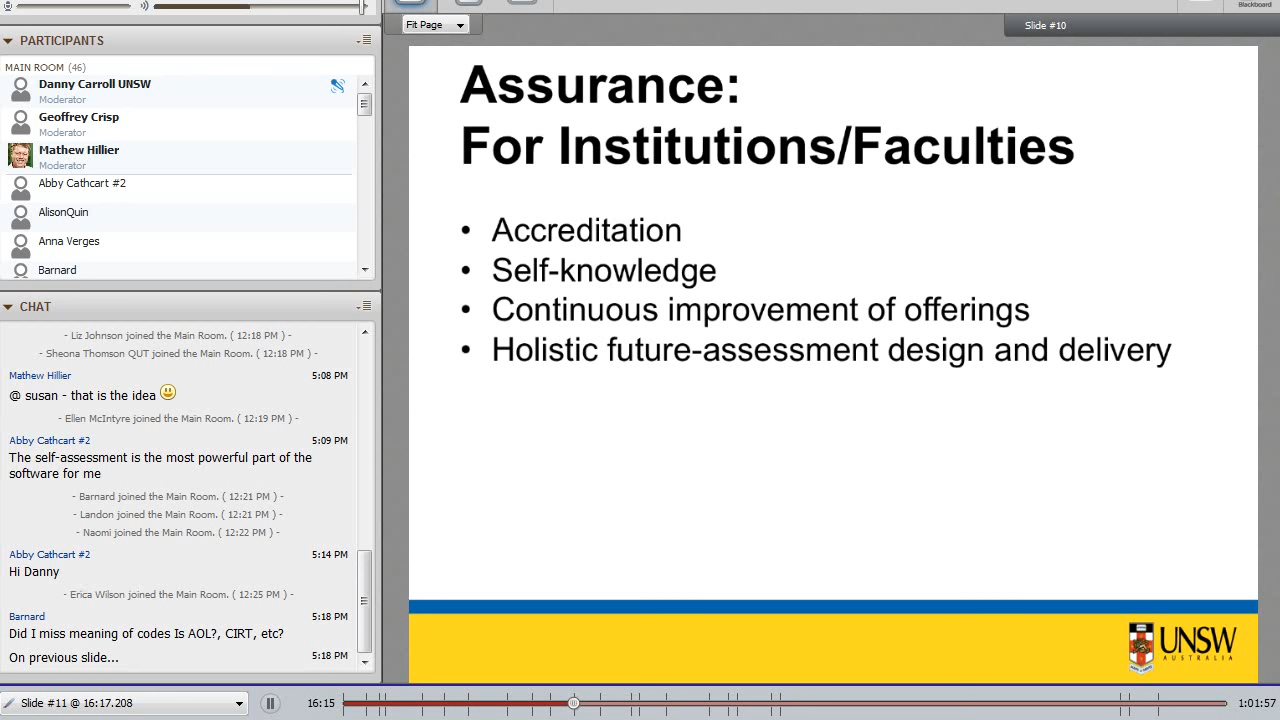 Blackboard
Fit Page
Slide #10
PARTICIPANTS
MAIN ROOM (46)
Danny Carroll UNSW
Moderator
Geoffrey Crisp
Moderator
Mathew Hillier
Moderator
Abby Cathcart #2
AlisonQuin
Anna Verges
Barnard
CHAT
- Liz Johnson joined the Main Room. ( 12:18 PM ) -
- Sheona Thomson QUT joined the Main Room. ( 12:18 PM ) -
Mathew Hillier 5:08 PM
@ susan - that is the idea
- Ellen McIntyre joined the Main Room. ( 12:19 PM ) -
Abby Cathcart #2 5:09 PM
The self-assessment is the most powerful part of the
software for me
- Barnard joined the Main Room. ( 12:21 PM ) -
- Landon joined the Main Room. ( 12:21 PM ) -
- Naomi joined the Main Room. ( 12:22 PM ) -
Abby Cathcart #2 5:14 PM
Hi Danny
- Erica Wilson joined the Main Room. ( 12:25 PM ) -
Barnard 5:18 PM
Did I miss meaning of codes Is AOL?, CIRT, etc?
On previous slide... 5:18 PM
Assurance:
For Institutions/Faculties
• Accreditation
• Self-knowledge
• Continuous improvement of offerings
• Holistic future-assessment design and delivery
UNSW
AUSTRALIA
Slide #11 @ 16:17.208
16:15
1:01:57